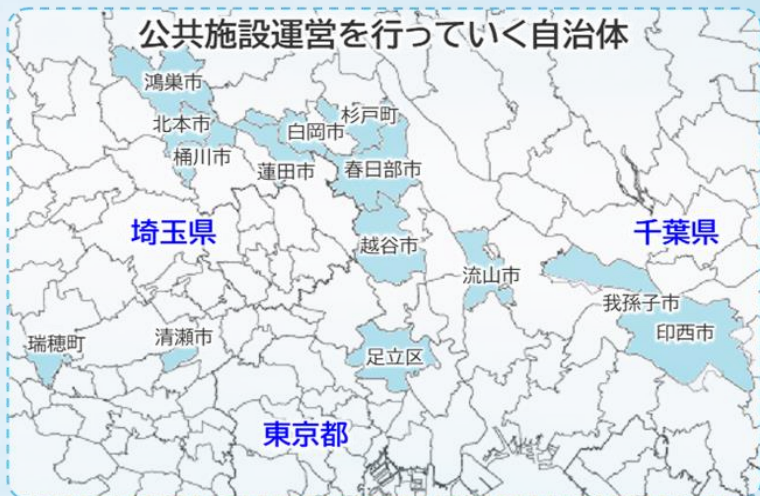 公共施設運営を行っていく自治体
鴻巣市
北本市
桶川市
蓮田市
白岡市
杉戸町
春日部市
埼玉県
越谷市
流山市
千葉県
我孫子市
印西市
瑞穂町
清瀬市
足立区
東京都